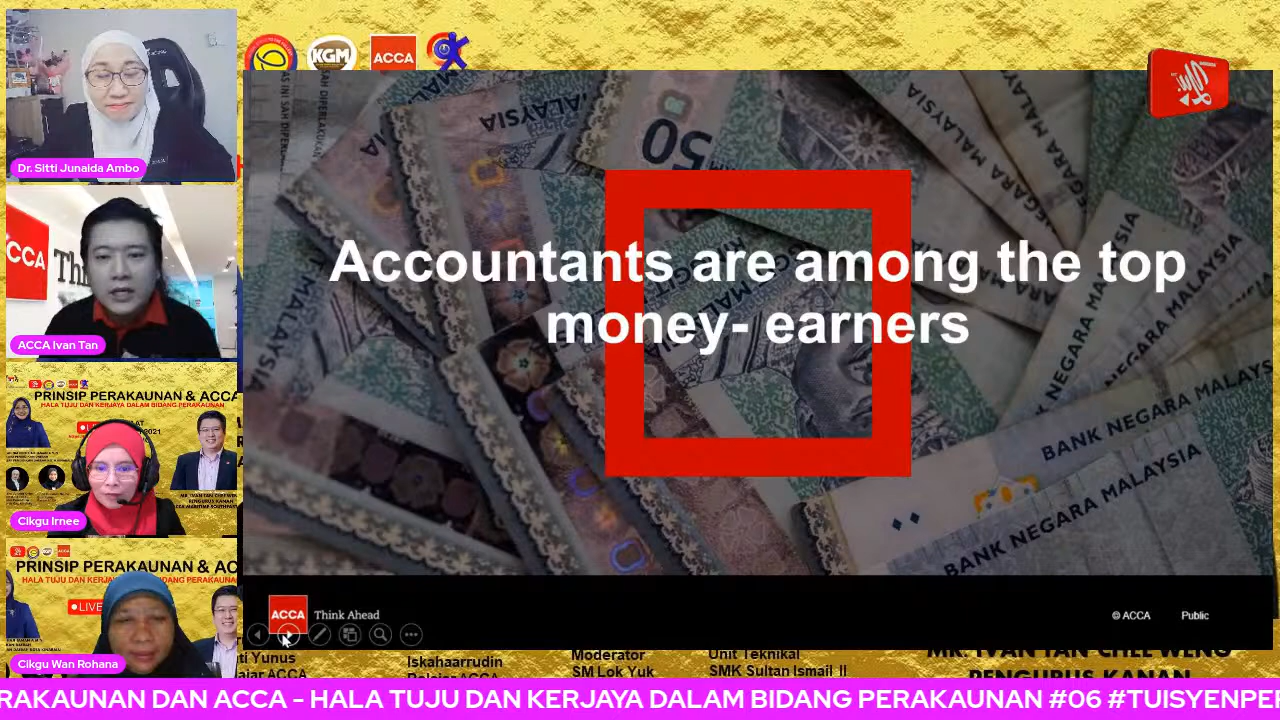 Dr. Sitti Junaida Ambo
ACCA
Th
ACCA Ivan Tan
PRINSIP PERAKAUNAN & ACCA
HALA TUJU DAN KERJAYA DALAM BIDANG PERAKAUNAN
Cikgu Irnee
PRINSIP PERAKAUNAN & AC
LIVE
Cikgu Wan Rohana
KGM
ACCA
50
BANK NEGARA MALAYSIA
BANK NEGARA MALAYSIA
Accountants are among the top
money- earners
ACCA
Think Ahead
© ACCA
Public
ti Yunus
Iskahaarrudin
Moderator
SM Lok Yuk
Unit Teknikal
SMK Sultan Ismail II
MR. IVAN TAN CHEE WENG
PENGURUS KANAN
RAKAUNAN DAN ACCA - HALA TUJU DAN KERJAYA DALAM BIDANG PERAKAUNAN #06 #TUISYENPE